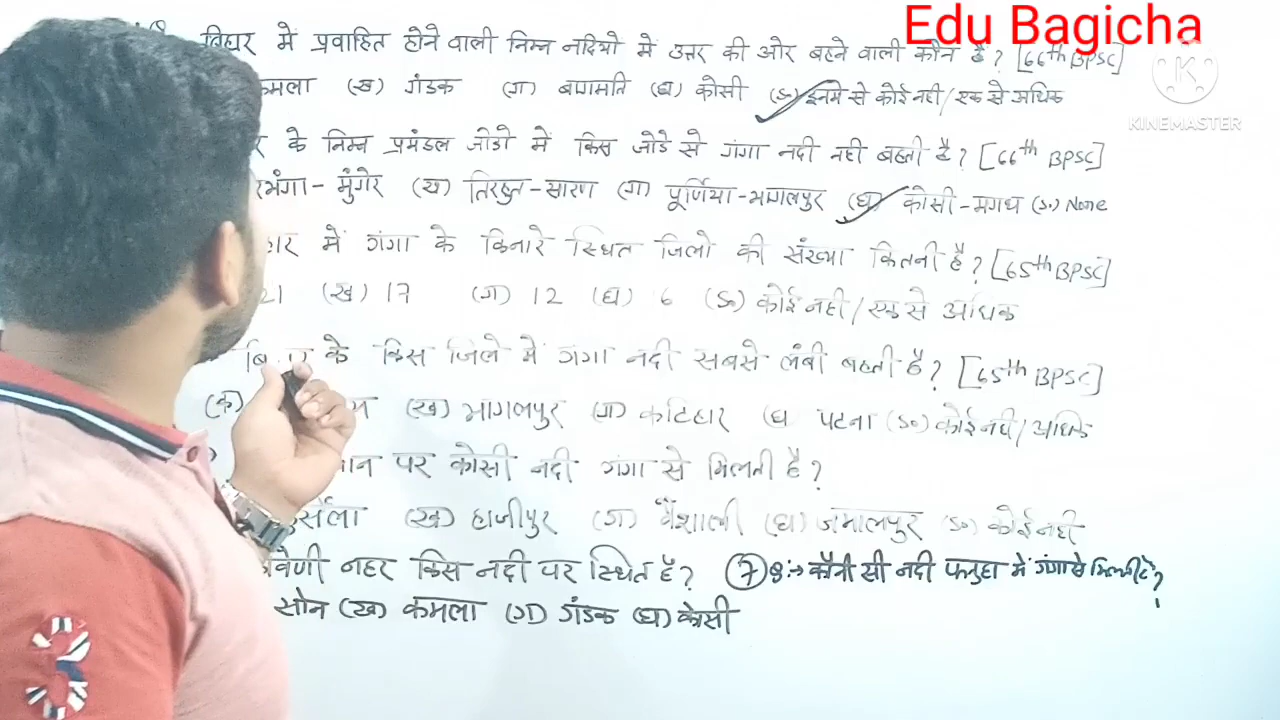 Edu Bagicha
बिहार में प्रवाहित होने वाली निम्न नदियो में उत्तर की ओर बहने वाली कौन है? [66th BPSC]
कमला (ख) गंडक (ग) बागमति (घ) कोसी (ङ) इनमे से कोई नही / एक से अधिक
KINEMASTER
र के निम्न प्रमंडल जोडो में किस जोडे से गंगा नदी नही बहती है? [66th BPSC]
रभंगा - मुंगेर (ख) तिरहुत - सारण (ग) पूर्णिया - भागलपुर (घ) कोसी - मगध (ङ) None
हार में गंगा के किनारे स्थित जिलो की संख्या कितनी है? [65th BPSC]
21 (ख) 17 (ग) 12 (घ) 6 (ङ) कोई नही / एक से अधिक
के किस जिले में गंगा नदी सबसे लंबी बहती है? [65th BPSC]
(क) (ख) भागलपुर (ग) कटिहार (घ पटना (ङ) कोई नही / अधिक
पर कोसी नदी गंगा से मिलती है?
र्सेला (ख) हाजीपुर (ग) वैशाली (घ) जमालपुर (ङ) कोई नही
वेणी नहर किस नदी पर स्थित है? (7) 8:→ कौनी सी नदी फतुहा में गंगा से मिलती है?
सोन (ख) कमला (ग) गंडक (घ) कोसी